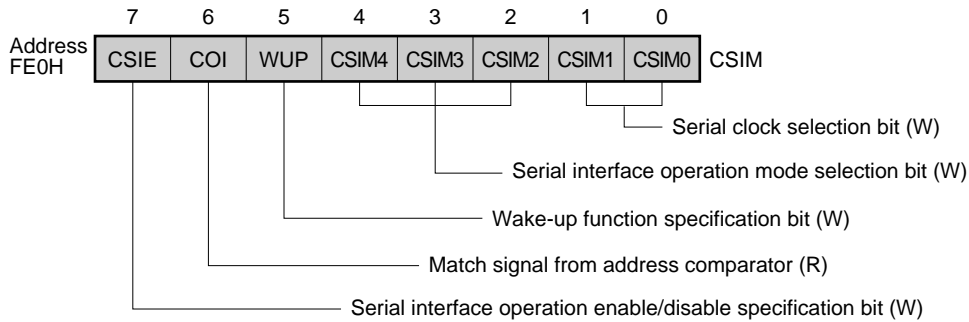 7 6 5 4 3 2 1 0
Address
FE0H
CSIE COI WUP CSIM4 CSIM3 CSIM2 CSIM1 CSIM0 CSIM
Serial clock selection bit (W)
Serial interface operation mode selection bit (W)
Wake-up function specification bit (W)
Match signal from address comparator (R)
Serial interface operation enable/disable specification bit (W)